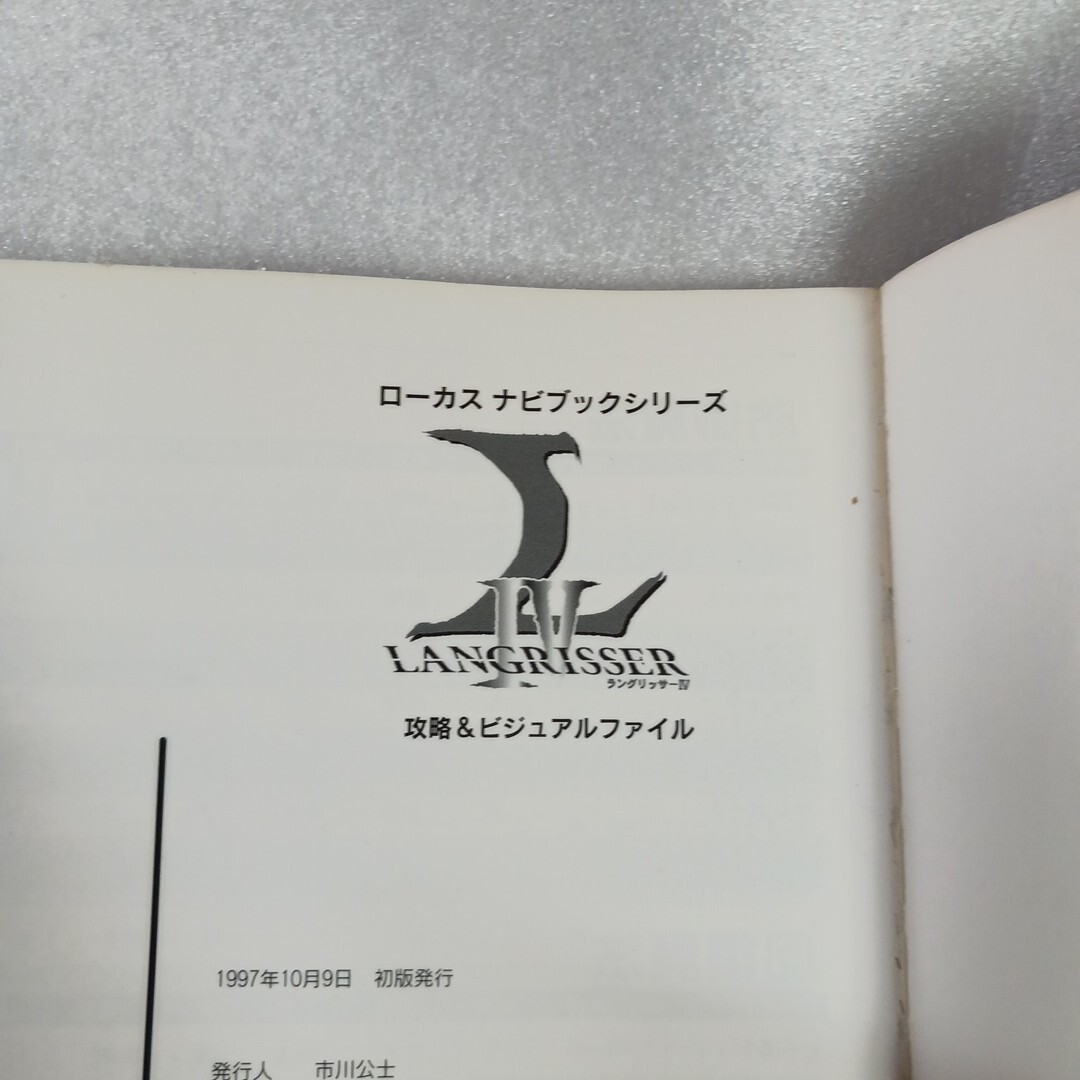 ローカス ナビブックシリーズ
L
IV
LANGRISSER
ラングリッサーIV
攻略＆ビジュアルファイル
1997年10月9日　初版発行
発行人　市川公士